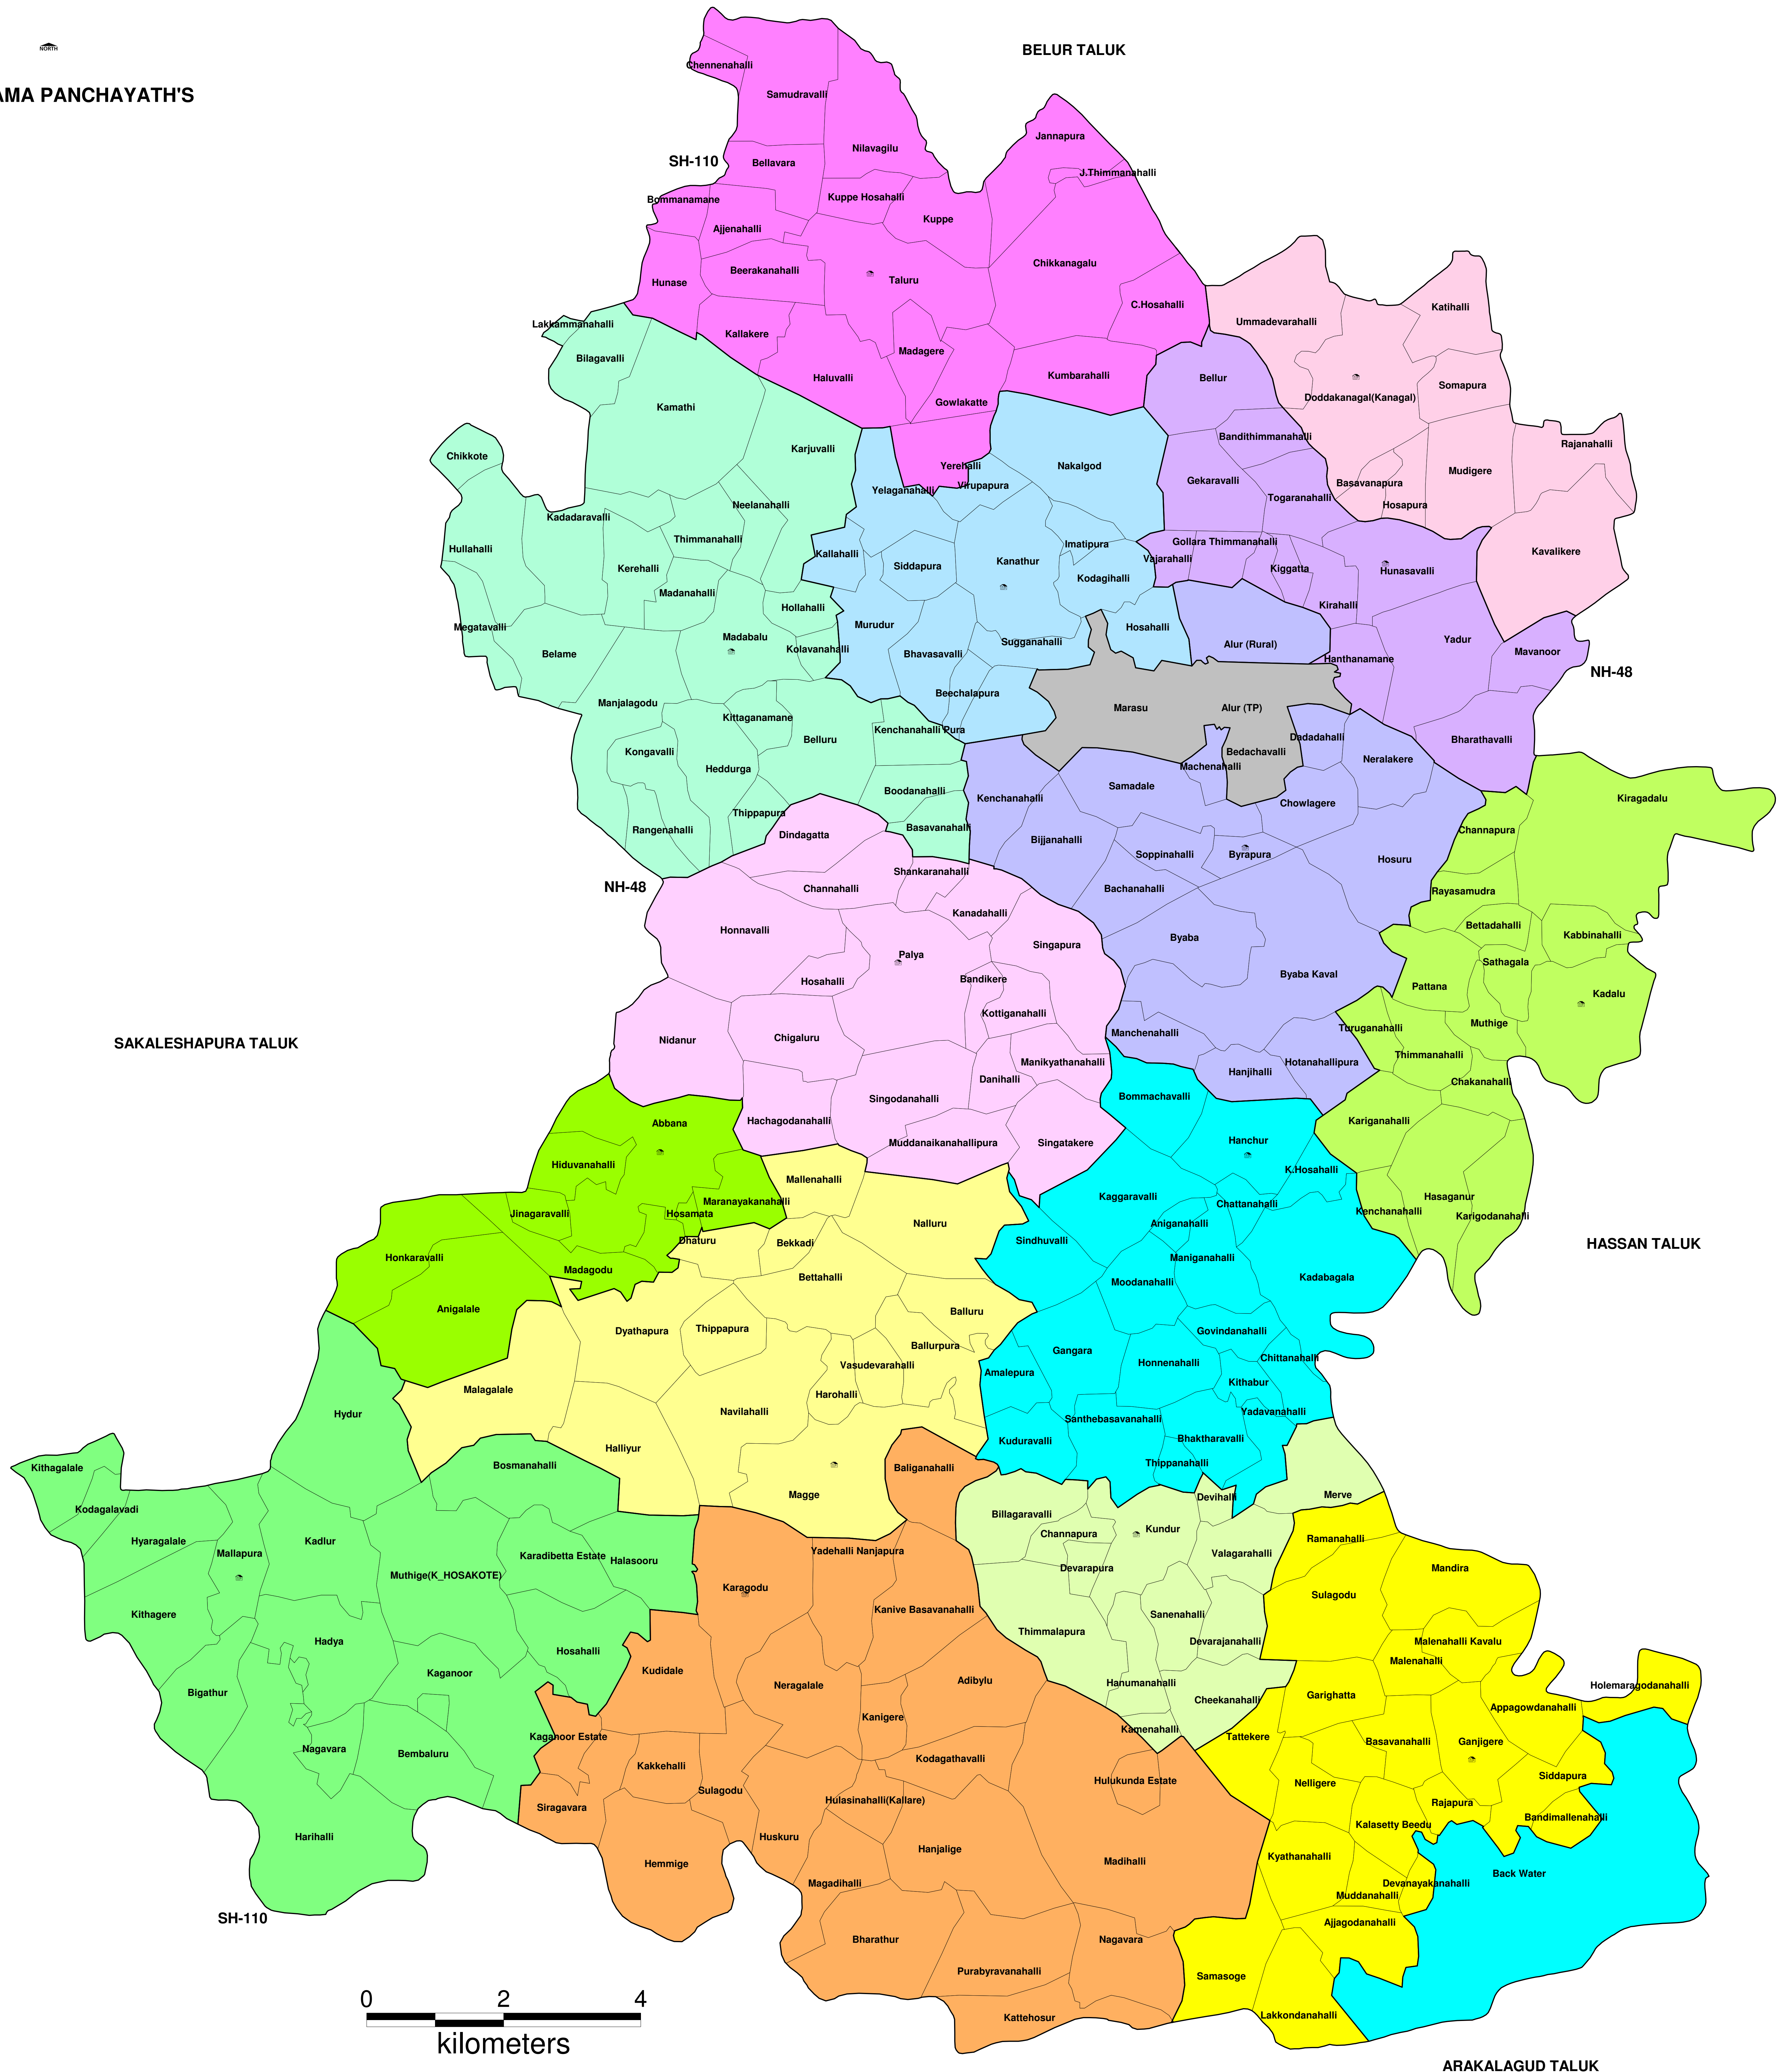 NORTH
AMA PANCHAYATH'S
BELUR TALUK
Chennenahalli
Samudravalli
Jannapura
Nilavagilu
SH-110
Bellavara
J.Thimmanahalli
Bommanamane
Kuppe Hosahalli
Kuppe
Ajjenahalli
Chikkanagalu
Beerakanahalli
Hunase
Taluru
C.Hosahalli
Katihalli
Ummadevarahalli
Lakkammanahalli
Kallakere
Madagere
Bilagavalli
Haluvalli
Kumbarahalli
Bellur
Somapura
Doddakanagal(Kanagal)
Gowlakatte
Kamathi
Bandithimmanahalli
Rajanahalli
Karjuvalli
Chikkote
Yerehalli
Nakalgod
Mudigere
Gekaravalli
Basavanapura
Virupapura
Yelaganahalli
Togaranahalli
Hosapura
Neelanahalli
Kadadaravalli
Thimmanahalli
Gollara Thimmanahalli
Imatipura
Hullahalli
Kallahalli
Kavalikere
Kanathur
Vajarahalli
Siddapura
Kerehalli
Kiggatta
Hunasavalli
Kodagihalli
Madanahalli
Hollahalli
Kirahalli
Megatavalli
Murudur
Hosahalli
Madabalu
Yadur
Sugganahalli
Alur (Rural)
Kolavanahalli
Mavanoor
Belame
Bhavasavalli
Hanthanamane
NH-48
Beechalapura
Manjalagodu
Marasu
Alur (TP)
Kittaganamane
Kenchanahalli Pura
Dadadahalli
Belluru
Bharathavalli
Kongavalli
Bedachavalli
Neralakere
Heddurga
Machenahalli
Samadale
Boodanahalli
Kenchanahalli
Kiragadalu
Chowlagere
Thippapura
Basavanahalli
Rangenahalli
Channapura
Dindagatta
Bijjanahalli
Soppinahalli
Byrapura
Hosuru
Shankaranahalli
NH-48
Channahalli
Bachanahalli
Rayasamudra
Kanadahalli
Bettadahalli
Honnavalli
Kabbinahalli
Byaba
Singapura
Palya
Sathagala
Byaba Kaval
Bandikere
Hosahalli
Pattana
Kadalu
Kottiganahalli
Muthige
Turuganahalli
Manchenahalli
Chigaluru
Nidanur
SAKALESHAPURA TALUK
Thimmanahalli
Manikyathanahalli
Hotanahallipura
Hanjihalli
Danihalli
Chakanahalli
Bommachavalli
Singodanahalli
Hachagodanahalli
Kariganahalli
Abbana
Hanchur
Muddanaikanahallipura
Singatakere
Hiduvanahalli
K.Hosahalli
Mallenahalli
Kaggaravalli
Hasaganur
Maranayakanahalli
Chattanahalli
Kenchanahalli
Jinagaravalli
Hosamata
Karigodanahalli
Nalluru
Aniganahalli
Dhaturu
Sindhuvalli
Bekkadi
HASSAN TALUK
Honkaravalli
Maniganahalli
Madagodu
Bettahalli
Kadabagala
Moodanahalli
Anigalale
Balluru
Dyathapura
Thippapura
Govindanahalli
Ballurpura
Gangara
Chittanahalli
Vasudevarahalli
Honnenahalli
Amalepura
Kithabur
Malagalale
Harohalli
Hydur
Navilahalli
Yadavanahalli
Santhebasavanahalli
Kuduravalli
Bhaktharavalli
Halliyur
Thippanahalli
Bosmanahalli
Baliganahalli
Kithagalale
Magge
Merve
Devihalli
Kodagalavadi
Billagaravalli
Kundur
Channapura
Ramanahalli
Hyaragalale
Kadlur
Yadehalli Nanjapura
Mallapura
Valagarahalli
Karadibetta Estate
Halasooru
Devarapura
Mandira
Muthige(K_HOSAKOTE)
Karagodu
Sulagodu
Kanive Basavanahalli
Kithagere
Sanenahalli
Thimmalapura
Hadya
Devarajanahalli
Malenahalli Kavalu
Hosahalli
Malenahalli
Kudidale
Kaganoor
Adibylu
Hanumanahalli
Neragalale
Holemaragodanahalli
Bigathur
Garighatta
Cheekanahalli
Appagowdanahalli
Kanigere
Kamenahalli
Kaganoor Estate
Tattekere
Basavanahalli
Ganjigere
Nagavara
Bembaluru
Kodagathavalli
Kakkehalli
Siddapura
Hulukunda Estate
Nelligere
Sulagodu
Hulasinahalli(Kallare)
Rajapura
Siragavara
Bandimallenahalli
Kalasetty Beedu
Harihalli
Huskuru
Hanjalige
Kyathanahalli
Madihalli
Hemmige
Back Water
Magadihalli
Devanayakanahalli
Muddanahalli
SH-110
Ajjagodanahalli
Bharathur
Nagavara
Purabyravanahalli
Samasoge
0 2 4
Lakkondanahalli
Kattehosur
kilometers
ARAKALAGUD TALUK